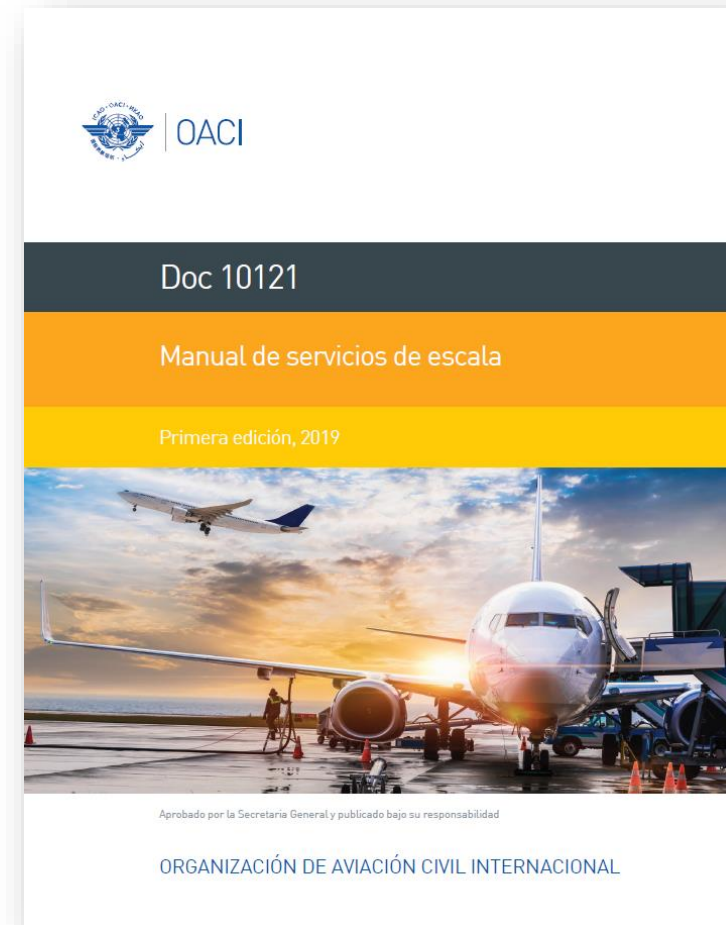 OACI
Doc 10121
Manual de servicios de escala
Primera edición, 2019
Aprobado por la Secretaria General y publicado bajo su responsabilidad
ORGANIZACIÓN DE AVIACIÓN CIVIL INTERNACIONAL